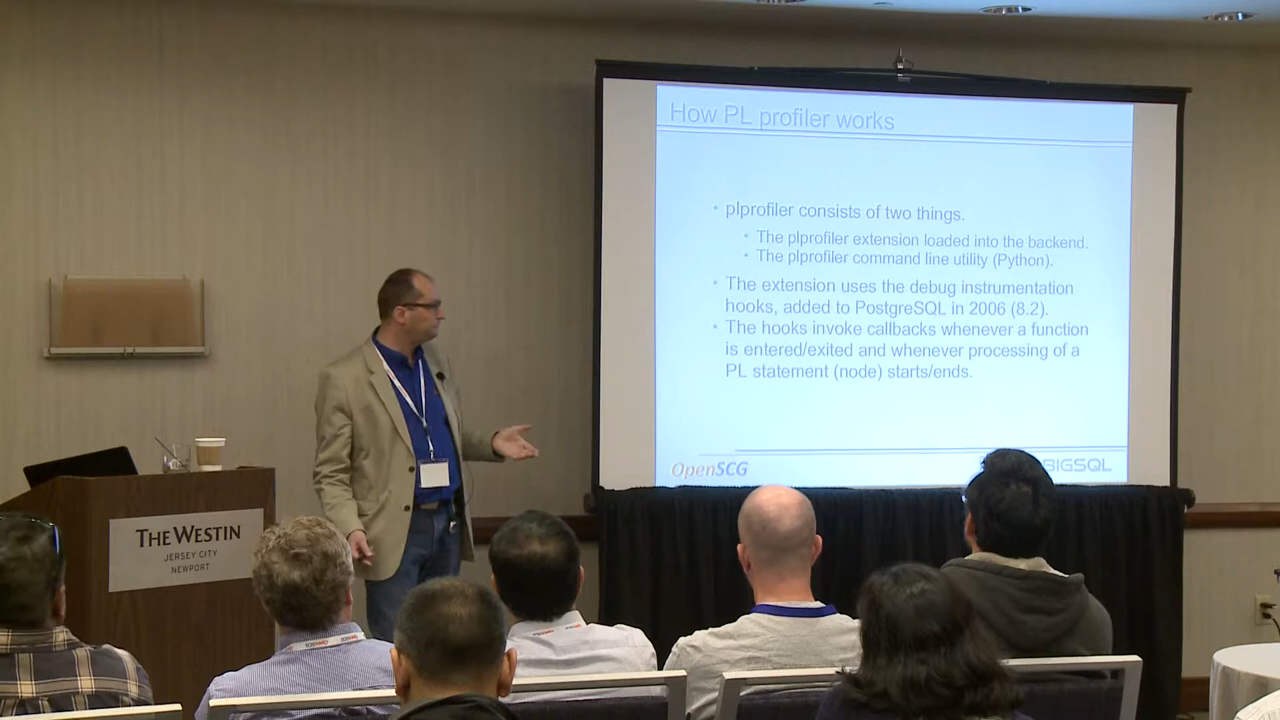 How PL profiler works
• plprofiler consists of two things.
• The plprofiler extension loaded into the backend.
• The plprofiler command line utility (Python).
• The extension uses the debug instrumentation
hooks, added to PostgreSQL in 2006 (8.2).
• The hooks invoke callbacks whenever a function
is entered/exited and whenever processing of a
PL statement (node) starts/ends.
OpenSCG
BIGSQL
THE WESTIN
JERSEY CITY
NEWPORT